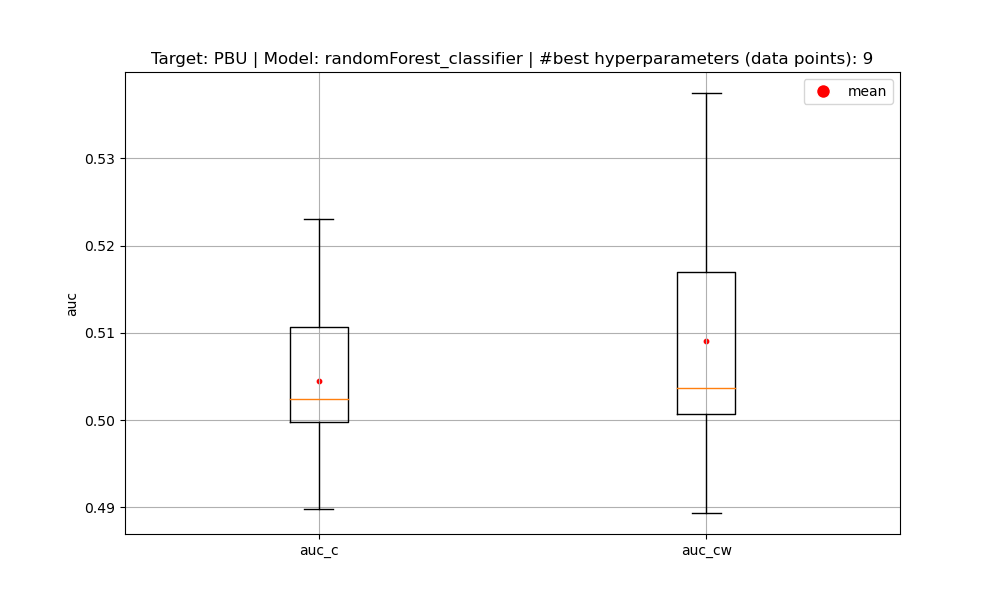 Target: PBU | Model: randomForest_classifier | #best hyperparameters (data points): 9
mean
0.53
0.52
0.51
0.50
0.49
auc
auc_c
auc_cw